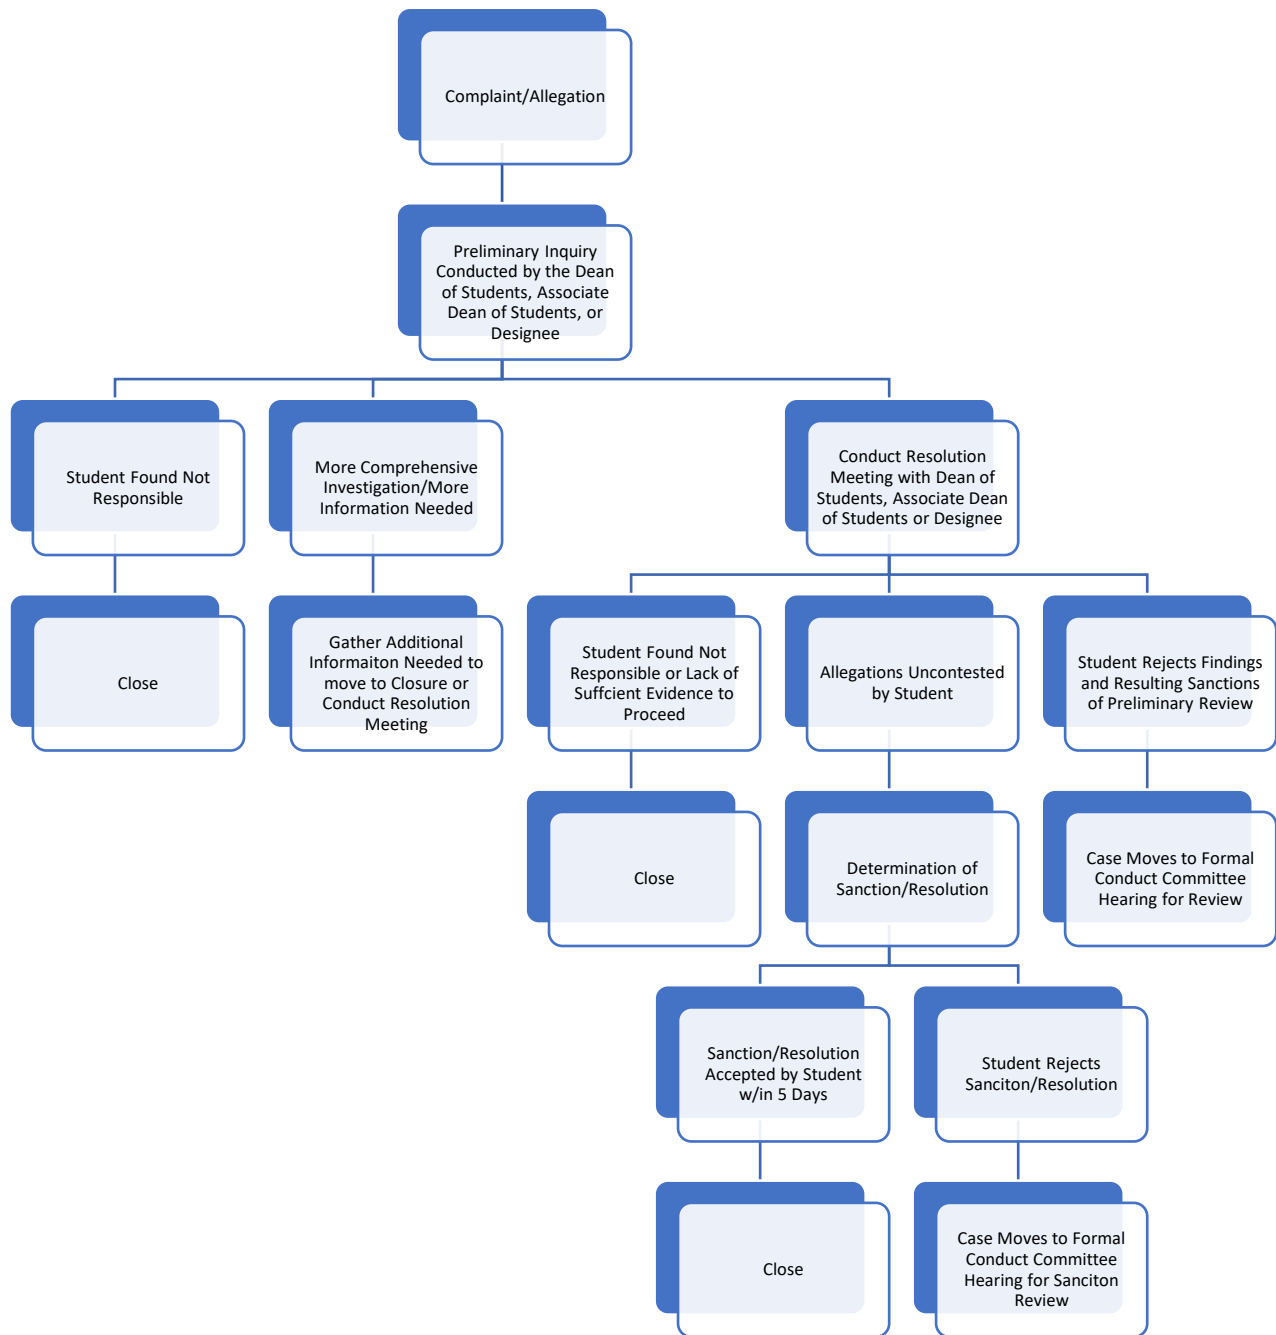 Complaint/Allegation
Preliminary Inquiry
Conducted by the Dean
of Students, Associate
Dean of Students, or
Designee
Student Found Not
Responsible
More Comprehensive
Investigation/More
Information Needed
Conduct Resolution
Meeting with Dean of
Students, Associate Dean
of Students or Designee
Close
Gather Additional
Informaiton Needed to
move to Closure or
Conduct Resolution
Meeting
Student Found Not
Responsible or Lack of
Suffcient Evidence to
Proceed
Allegations Uncontested
by Student
Student Rejects Findings
and Resulting Sanctions
of Preliminary Review
Close
Determination of
Sanction/Resolution
Case Moves to Formal
Conduct Committee
Hearing for Review
Sanction/Resolution
Accepted by Student
w/in 5 Days
Student Rejects
Sanciton/Resolution
Close
Case Moves to Formal
Conduct Committee
Hearing for Sanciton
Review